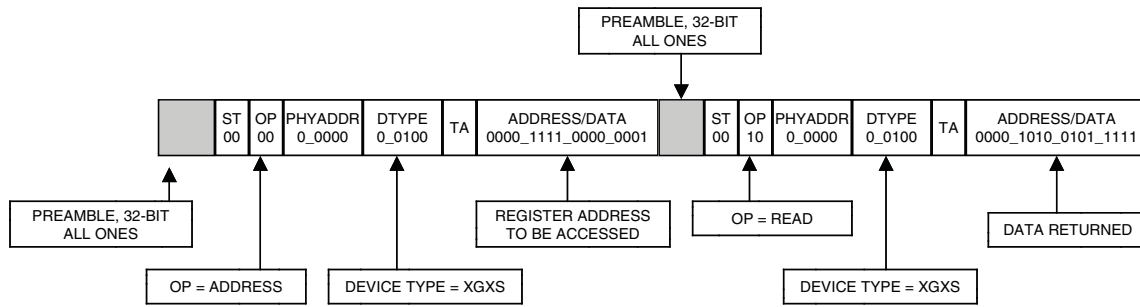 PREAMBLE, 32-BIT
ALL ONES
ST
00
OP
00
PHYADDR
0_0000
DTYPE
0_0100
TA
ADDRESS/DATA
0000_1111_0000_0001
ST
00
OP
10
PHYADDR
0_0000
DTYPE
0_0100
TA
ADDRESS/DATA
0000_1010_0101_1111
PREAMBLE, 32-BIT
ALL ONES
REGISTER ADDRESS
TO BE ACCESSED
OP = READ
DATA RETURNED
OP = ADDRESS
DEVICE TYPE = XGXS
DEVICE TYPE = XGXS